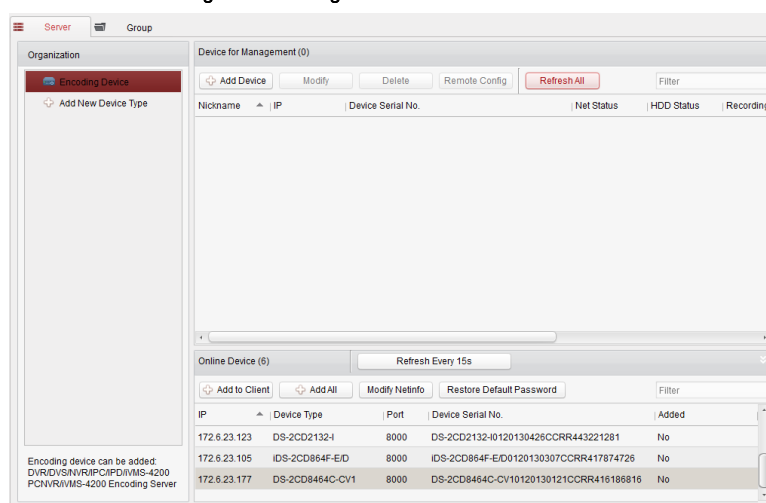 Server Group
Organization
Encoding Device
Add New Device Type
Encoding device can be added:
DVR/DVS/NVR/IPC/IPD/iVMS-4200
PCNVR/iVMS-4200 Encoding Server
Device for Management (0)
Add Device Modify Delete Remote Config Refresh All Filter
Nickname IP Device Serial No. Net Status HDD Status Recording
Online Device (6) Refresh Every 15s
Add to Client Add All Modify Netinfo Restore Default Password Filter
IP Device Type Port Device Serial No. Added
172.6.23.123 DS-2CD2132-I 8000 DS-2CD2132-I0120130426CCRR443221281 No
172.6.23.105 iDS-2CD864F-E/D 8000 iDS-2CD864F-E/D0120130307CCRR417874726 No
172.6.23.177 DS-2CD8464C-CV1 8000 DS-2CD8464C-CV10120130121CCRR416186816 No